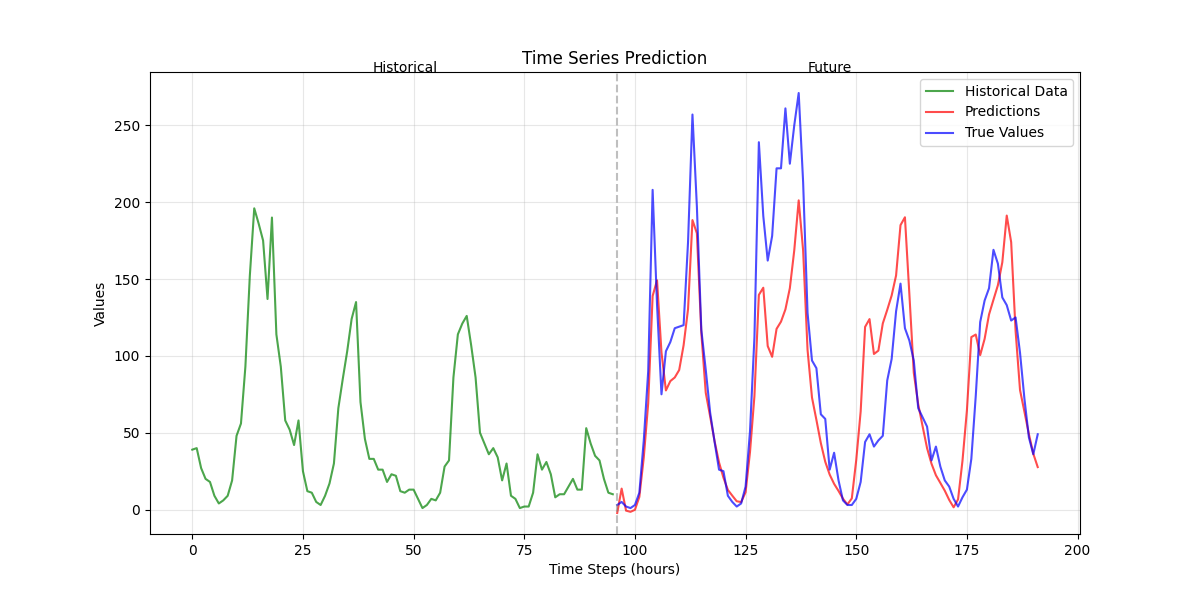 Time Series Prediction
Historical
Future
Historical Data
Predictions
True Values
Values
250
200
150
100
50
0
0
25
50
75
100
125
150
175
200
Time Steps (hours)